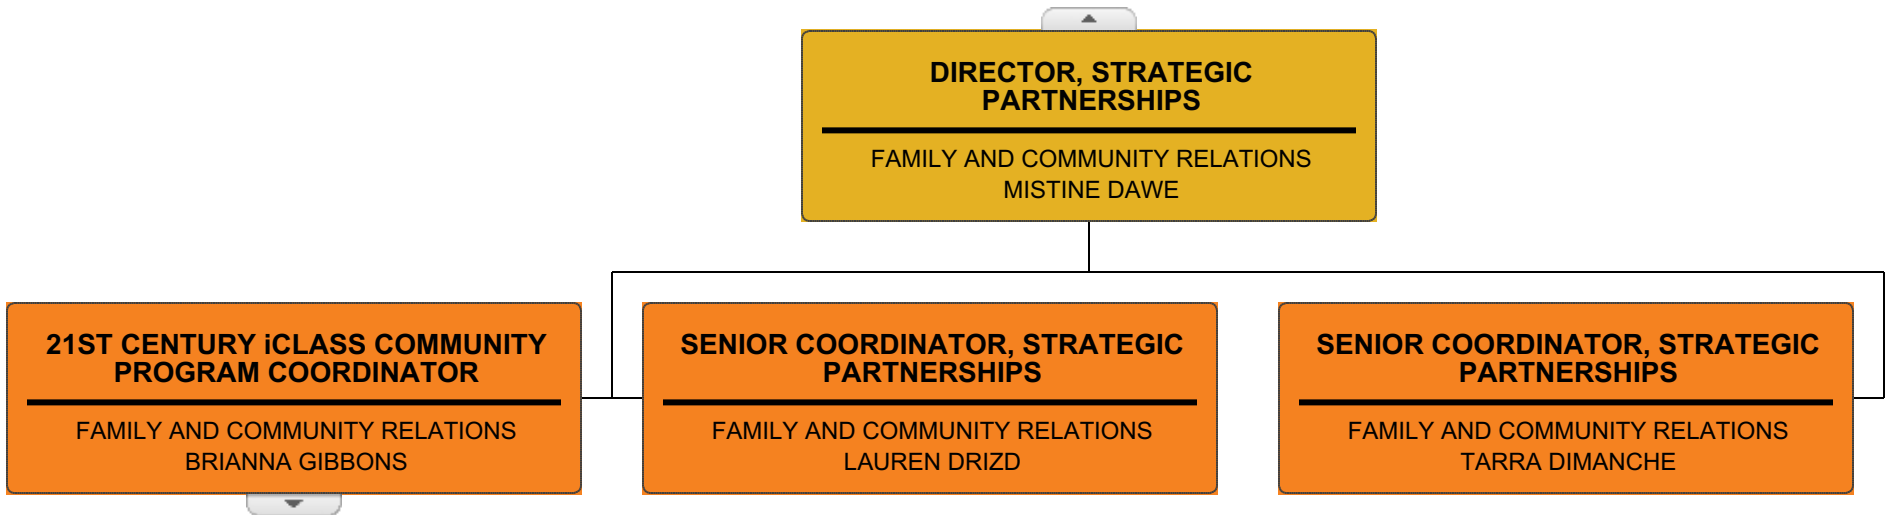 DIRECTOR, STRATEGIC
PARTNERSHIPS
FAMILY AND COMMUNITY RELATIONS
MISTINE DAWE
21ST CENTURY iCLASS COMMUNITY
PROGRAM COORDINATOR
FAMILY AND COMMUNITY RELATIONS
BRIANNA GIBBONS
SENIOR COORDINATOR, STRATEGIC
PARTNERSHIPS
FAMILY AND COMMUNITY RELATIONS
LAUREN DRIZD
SENIOR COORDINATOR, STRATEGIC
PARTNERSHIPS
FAMILY AND COMMUNITY RELATIONS
TARRA DIMANCHE